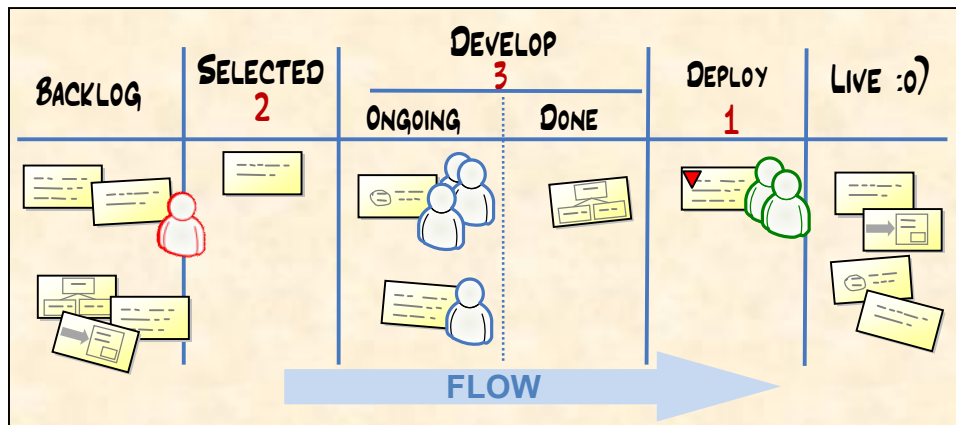 BACKLOG
SELECTED
2
DEVELOP
3
ONGOING
DONE
DEPLOY
1
LIVE :o)
FLOW